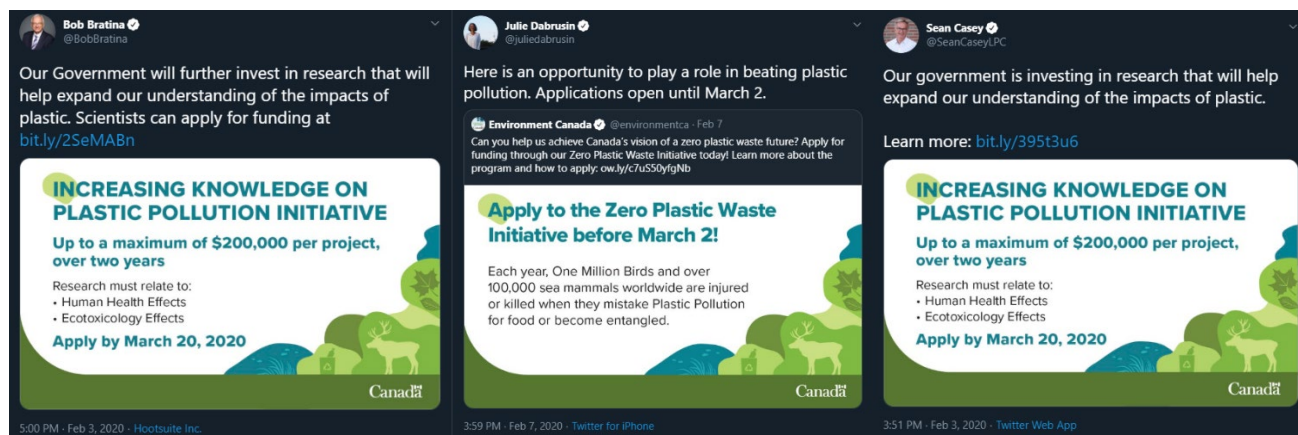 Bob Bratina
@BobBratina
Our Government will further invest in research that will
help expand our understanding of the impacts of
plastic. Scientists can apply for funding at
bit.ly/2SeMABn
INCREASING KNOWLEDGE ON
PLASTIC POLLUTION INITIATIVE
Up to a maximum of $200,000 per project,
over two years
Research must relate to:
• Human Health Effects
• Ecotoxicology Effects
Apply by March 20, 2020
Canada
5:00 PM · Feb 3, 2020 · Hootsuite Inc.
Julie Dabrusin
@juliedabrusin
Here is an opportunity to play a role in beating plastic
pollution. Applications open until March 2.
Environment Canada @environmentca · Feb 7
Can you help us achieve Canada's vision of a zero plastic waste future? Apply for
funding through our Zero Plastic Waste Initiative today! Learn more about the
program and how to apply: ow.ly/c7uS50yfgNb
Apply to the Zero Plastic Waste
Initiative before March 2!
Each year, One Million Birds and over
100,000 sea mammals worldwide are injured
or killed when they mistake Plastic Pollution
for food or become entangled.
Canada
3:59 PM · Feb 7, 2020 · Twitter for iPhone
Sean Casey
@SeanCaseyLPC
Our government is investing in research that will help
expand our understanding of the impacts of plastic.
Learn more: bit.ly/395t3u6
INCREASING KNOWLEDGE ON
PLASTIC POLLUTION INITIATIVE
Up to a maximum of $200,000 per project,
over two years
Research must relate to:
• Human Health Effects
• Ecotoxicology Effects
Apply by March 20, 2020
Canada
3:51 PM · Feb 3, 2020 · Twitter Web App